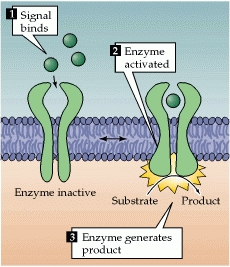 1 Signal
binds
2 Enzyme
activated
Enzyme inactive
Substrate Product
3 Enzyme generates
product